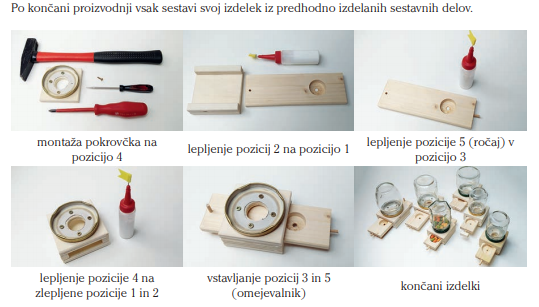 Po končani proizvodnji vsak sestavi svoj izdelek iz predhodno izdelanih sestavnih delov.
montaža pokrovčka na
pozicijo 4
lepljenje pozicij 2 na pozicijo 1
lepljenje pozicije 5 (ročaj) v
pozicijo 3
lepljenje pozicije 4 na
zlepljene pozicije 1 in 2
vstavljanje pozicij 3 in 5
(omejevalnik)
končani izdelki